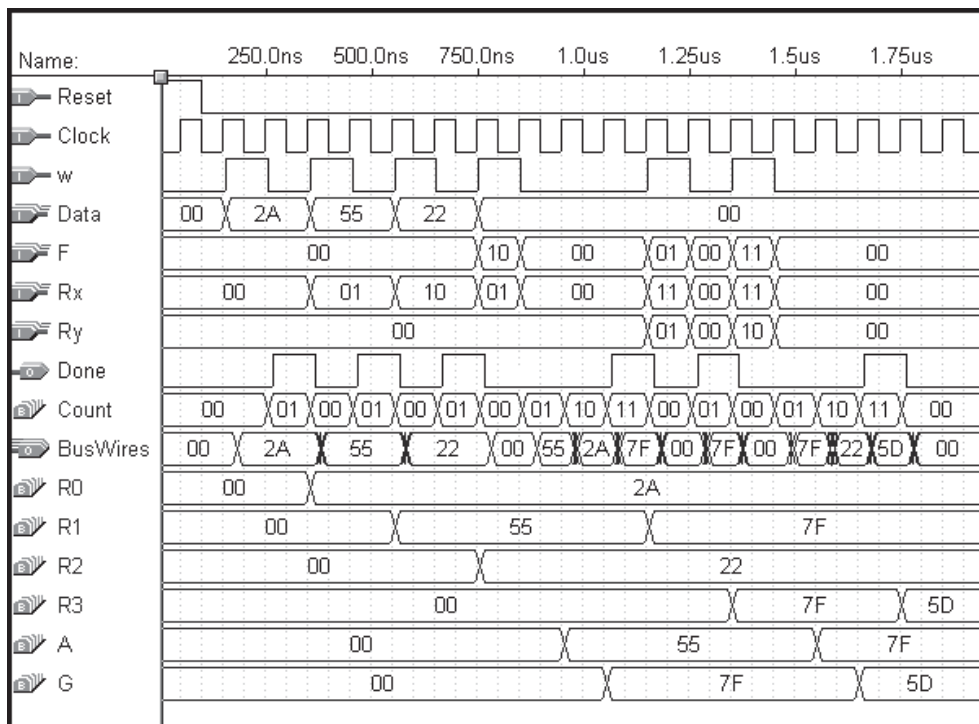 Name: 250.0ns 500.0ns 750.0ns 1.0us 1.25us 1.5us 1.75us
Reset
Clock
w
Data 00 2A 55 22 00
F 00 10 00 01 00 11 00
Rx 00 01 10 01 00 11 00 11 00
Ry 00 01 00 10 00
Done
Count 00 01 00 01 00 01 00 01 10 11 00 01 00 01 10 11 00
BusWires 00 2A 55 22 00 55 2A 7F 00 7F 00 7F 22 5D 00
R0 00 2A
R1 00 55 7F
R2 00 22
R3 00 7F 5D
A 00 55 7F
G 00 7F 5D